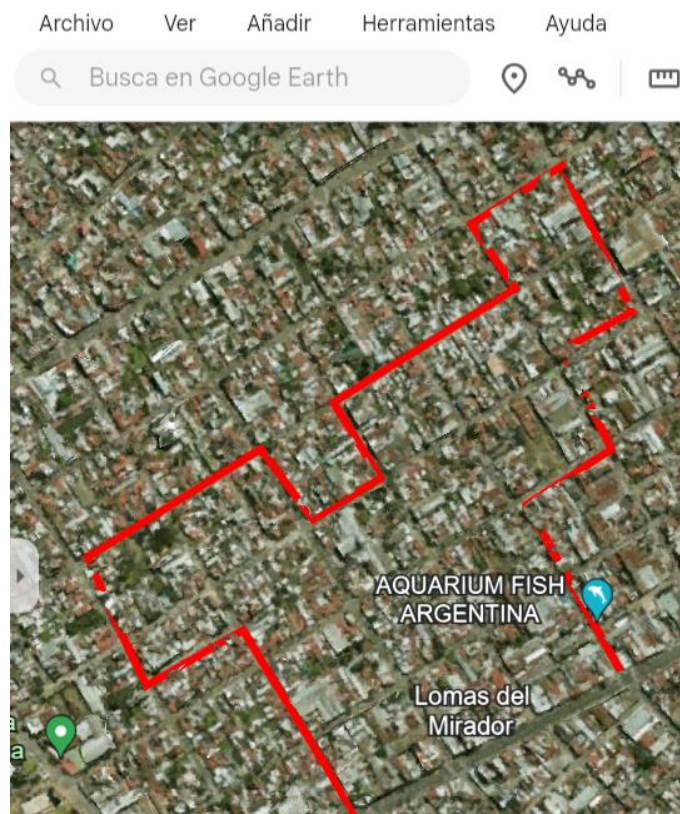 Archivo Ver Añadir Herramientas Ayuda
Busca en Google Earth
AQUARIUM FISH
ARGENTINA
Lomas del
Mirador
a
a